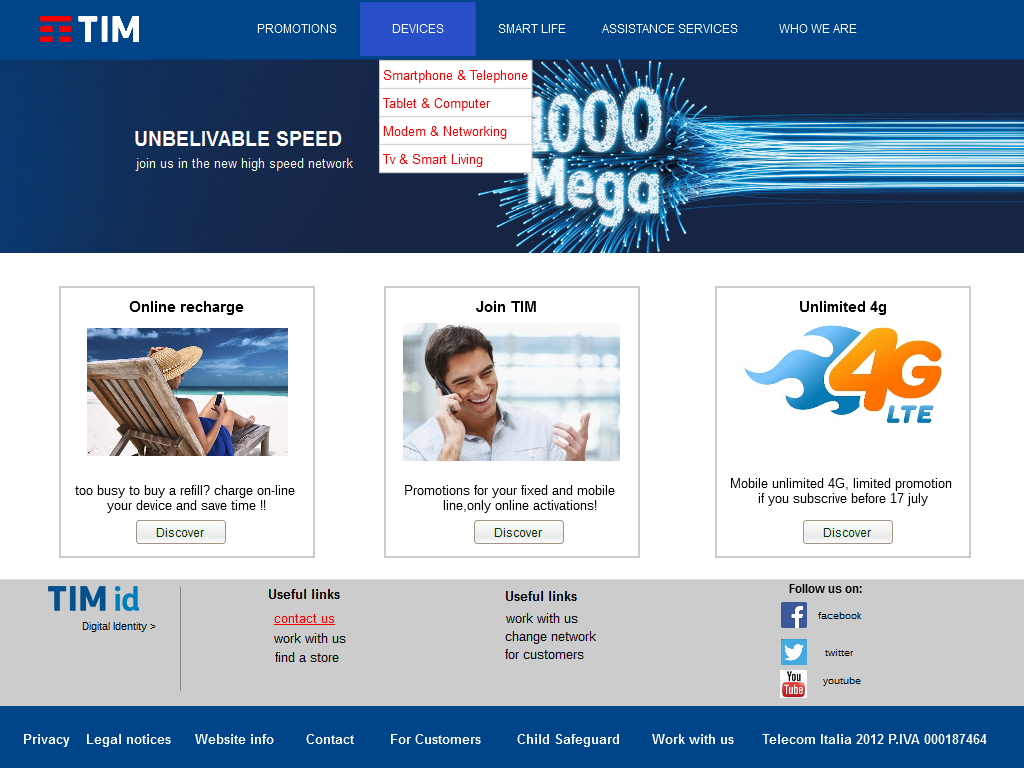 TIM
PROMOTIONS
DEVICES
SMART LIFE
ASSISTANCE SERVICES
WHO WE ARE
Smartphone & Telephone
Tablet & Computer
Modem & Networking
Tv & Smart Living
UNBELIVABLE SPEED
join us in the new high speed network
1000
Mega
Online recharge
too busy to buy a refill? charge on-line
your device and save time !!
Discover
Join TIM
Promotions for your fixed and mobile
line,only online activations!
Discover
Unlimited 4g
4G
LTE
Mobile unlimited 4G, limited promotion
if you subscrive before 17 july
Discover
TIM id
Digital Identity >
Useful links
contact us
work with us
find a store
Useful links
work with us
change network
for customers
Follow us on:
f
facebook
twitter
You
Tube
youtube
Privacy
Legal notices
Website info
Contact
For Customers
Child Safeguard
Work with us
Telecom Italia 2012 P.IVA 000187464